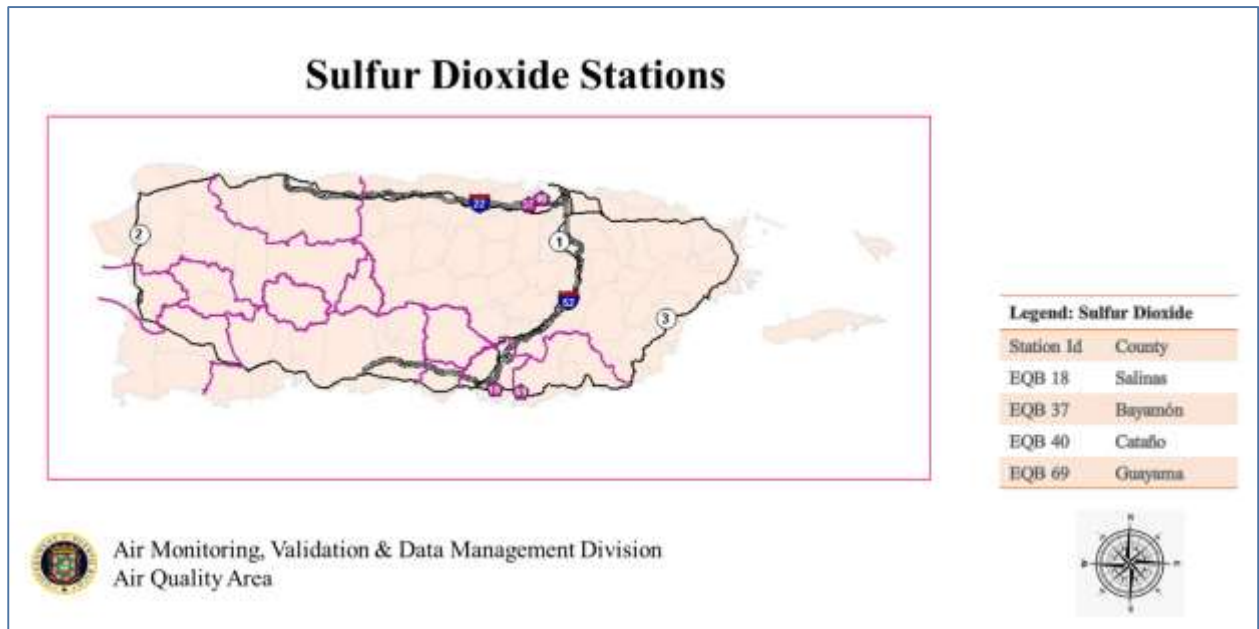 Sulfur Dioxide Stations
22
2
1
52
3
Legend: Sulfur Dioxide
Station Id County
EQB 18 Salinas
EQB 37 Bayamón
EQB 40 Cataño
EQB 69 Guayama
Air Monitoring, Validation & Data Management Division
Air Quality Area